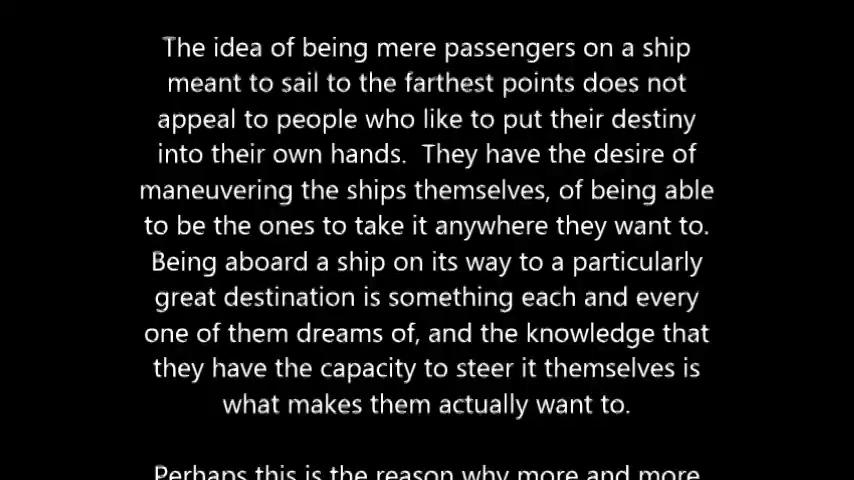 The idea of being mere passengers on a ship
meant to sail to the farthest points does not
appeal to people who like to put their destiny
into their own hands.  They have the desire of
maneuvering the ships themselves, of being able
to be the ones to take it anywhere they want to.
Being aboard a ship on its way to a particularly
great destination is something each and every
one of them dreams of, and the knowledge that
they have the capacity to steer it themselves is
what makes them actually want to.
Perhaps this is the reason why more and more